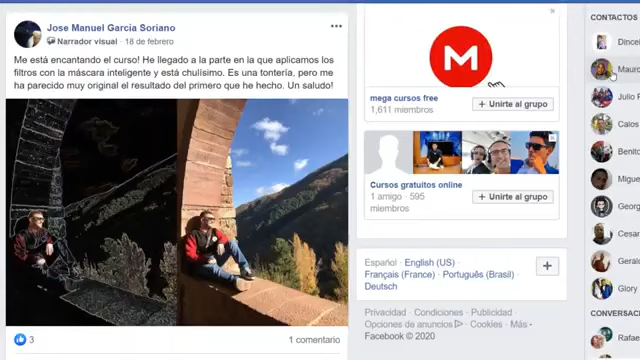 Jose Manuel Garcia Soriano
Narrador visual · 18 de febrero
Me está encantando el curso! He llegado a la parte en la que aplicamos los
filtros con la máscara inteligente y está chulísimo. Es una tontería, pero me
ha parecido muy original el resultado del primero que he hecho. Un saludo!
3
1 comentario
M
mega cursos free
1,611 miembros
+ Unirte al grupo
Cursos gratuitos online
1 amigo · 595
miembros
+ Unirte al grupo
Español · English (US) ·
Français (France) · Português (Brasil) ·
Deutsch
+
Privacidad · Condiciones · Publicidad ·
Opciones de anuncios · Cookies · Más ·
Facebook © 2020
CONTACTOS
Dincei
Mauro
Julio F
Calos
Benito
Migue
Georg
Cesar
Geral
Glory
CONVERSAC
Rafae